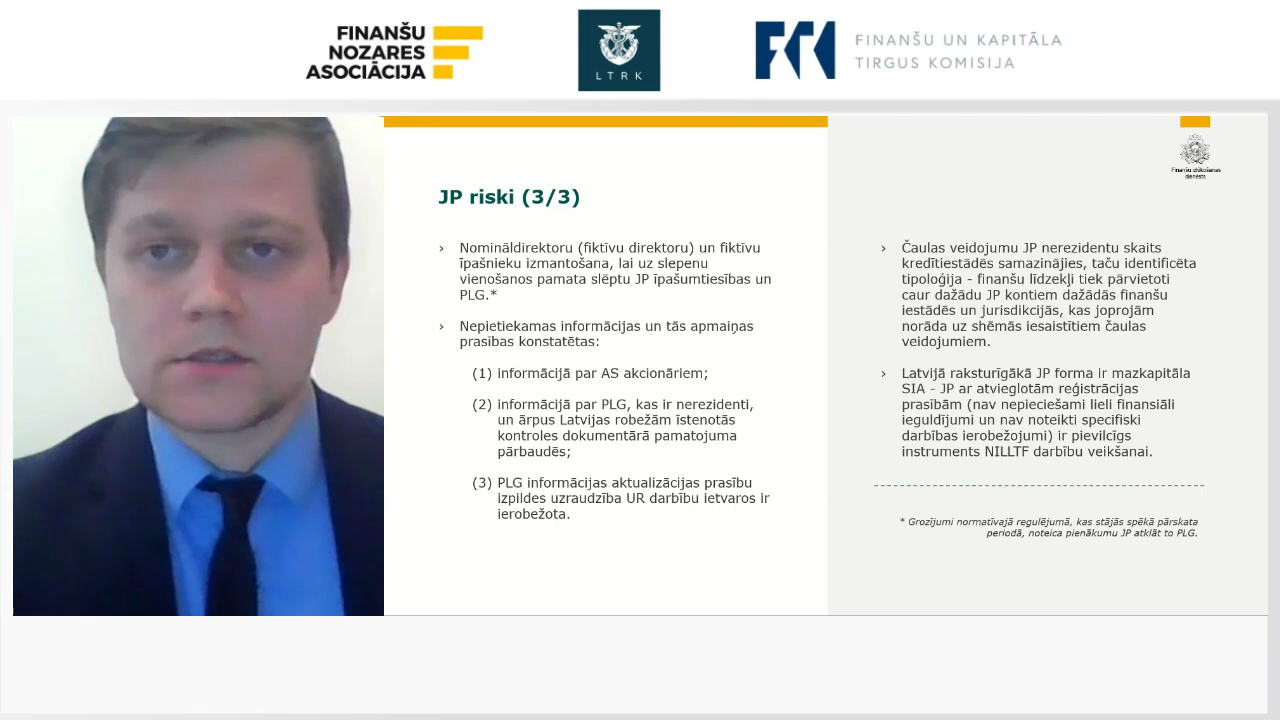 FINANŠU
NOZARES
ASOCIĀCIJA
LTRK
FINANŠU UN KAPITĀLA
TIRGUS KOMISIJA
Finanšu izlūkošanas
dienests
JP riski (3/3)
› Nomināldirektoru (fiktīvu direktoru) un fiktīvu
īpašnieku izmantošana, lai uz slepenu
vienošanos pamata slēptu JP īpašumtiesības un
PLG.*
› Nepietiekamas informācijas un tās apmaiņas
prasības konstatētas:
(1) informācijā par AS akcionāriem;
(2) informācijā par PLG, kas ir nerezidenti,
un ārpus Latvijas robežām īstenotās
kontroles dokumentārā pamatojuma
pārbaudēs;
(3) PLG informācijas aktualizācijas prasību
izpildes uzraudzība UR darbību ietvaros ir
ierobežota.
› Čaulas veidojumu JP nerezidentu skaits
kredītiestādēs samazinājies, taču identificēta
tipoloģija - finanšu līdzekļi tiek pārvietoti
caur dažādu JP kontiem dažādās finanšu
iestādēs un jurisdikcijās, kas joprojām
norāda uz shēmās iesaistītiem čaulas
veidojumiem.
› Latvijā raksturīgākā JP forma ir mazkapitāla
SIA - JP ar atvieglotām reģistrācijas
prasībām (nav nepieciešami lieli finansiāli
ieguldījumi un nav noteikti specifiski
darbības ierobežojumi) ir pievilcīgs
instruments NILLTF darbību veikšanai.
* Grozījumi normatīvajā regulējumā, kas stājās spēkā pārskata
periodā, noteica pienākumu JP atklāt to PLG.